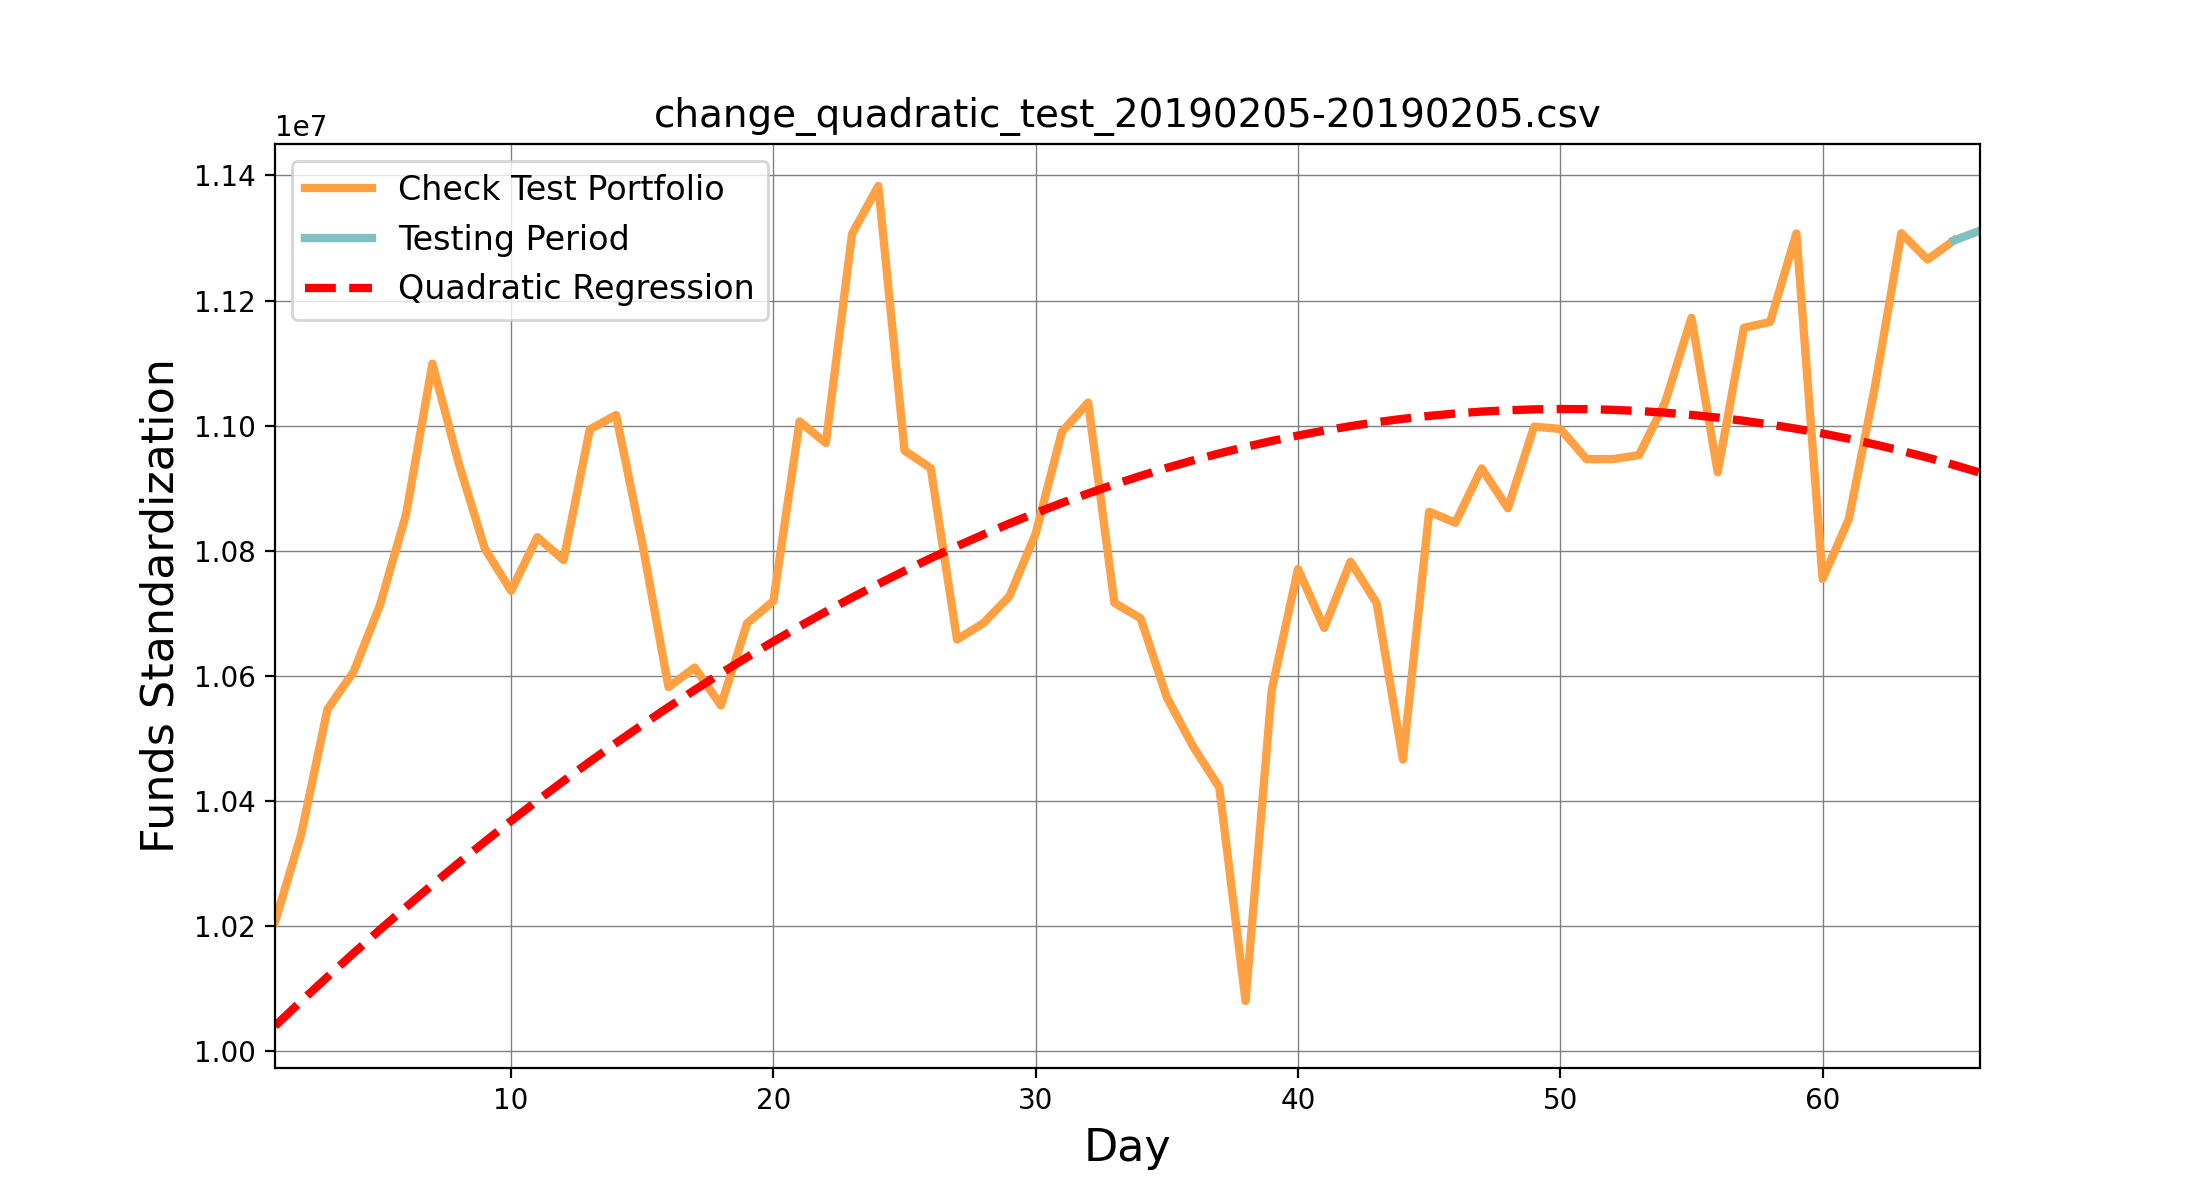 change_quadratic_test_20190205-20190205.csv
1e7
Check Test Portfolio
Testing Period
Quadratic Regression
1.14
1.12
1.10
1.08
1.06
1.04
1.02
1.00
Funds Standardization
10 20 30 40 50 60
Day